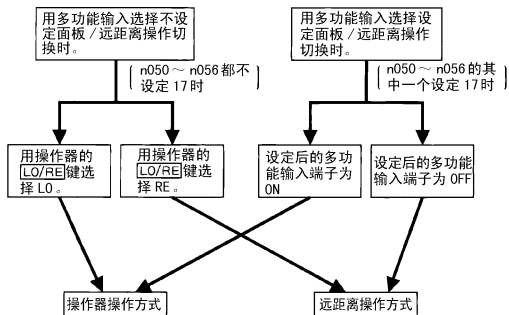 用多功能输入选择不设
定面板/远距离操作切
换时。
用多功能输入选择设
定面板/远距离操作
切换时。
n050～n056都不
设定17时
n050～n056的其
中一个设定17时
用操作器的
LO/RE键选
择LO。
用操作器的
LO/RE键选
择RE。
设定后的多功
能输入端子为
ON
设定后的多功能
输入端子为OFF
操作器操作方式
远距离操作方式